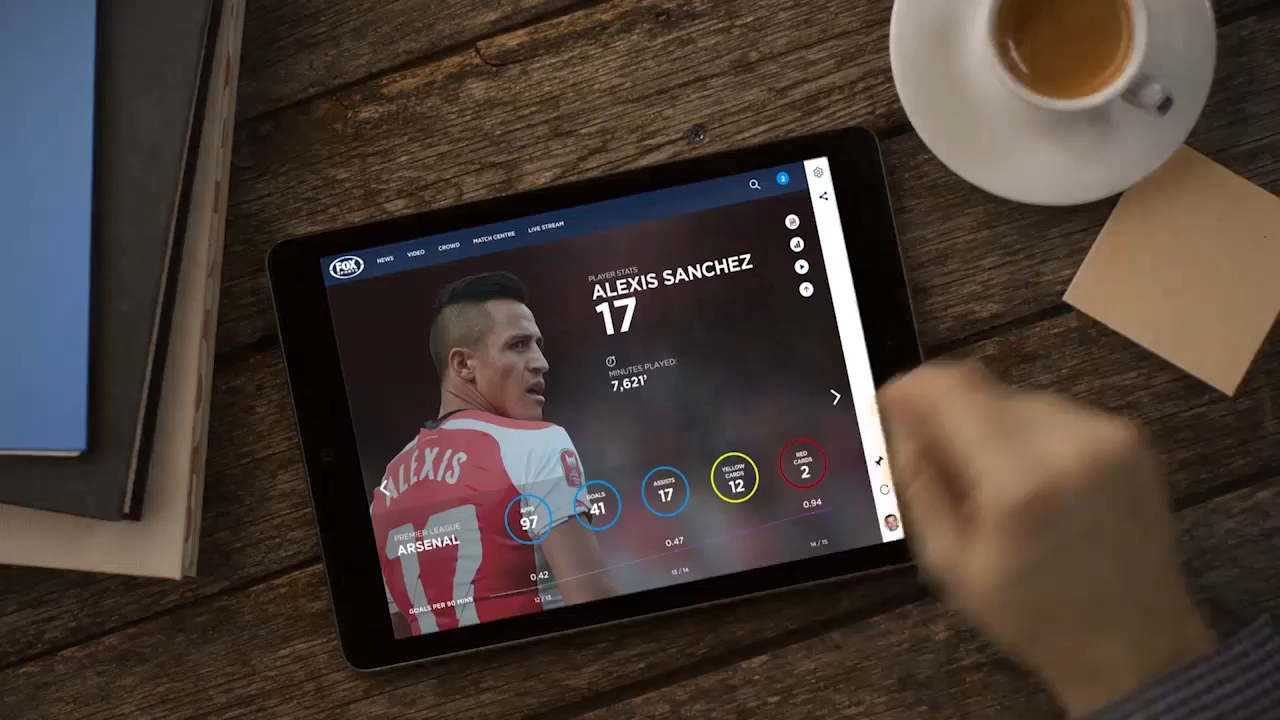 FOX
SPORTS
NEWS
VIDEO
CROWD
MATCH CENTRE
LIVE STREAM
2
PLAYER STATS
ALEXIS SANCHEZ
17
MINUTES PLAYED:
7,621'
ALEXIS
17
APPS
97
GOALS
41
ASSISTS
17
YELLOW
CARDS
12
RED
CARDS
2
PREMIER LEAGUE
ARSENAL
0.42
0.47
0.94
GOALS PER 90 MINS
12 / 13
13 / 14
14 / 15